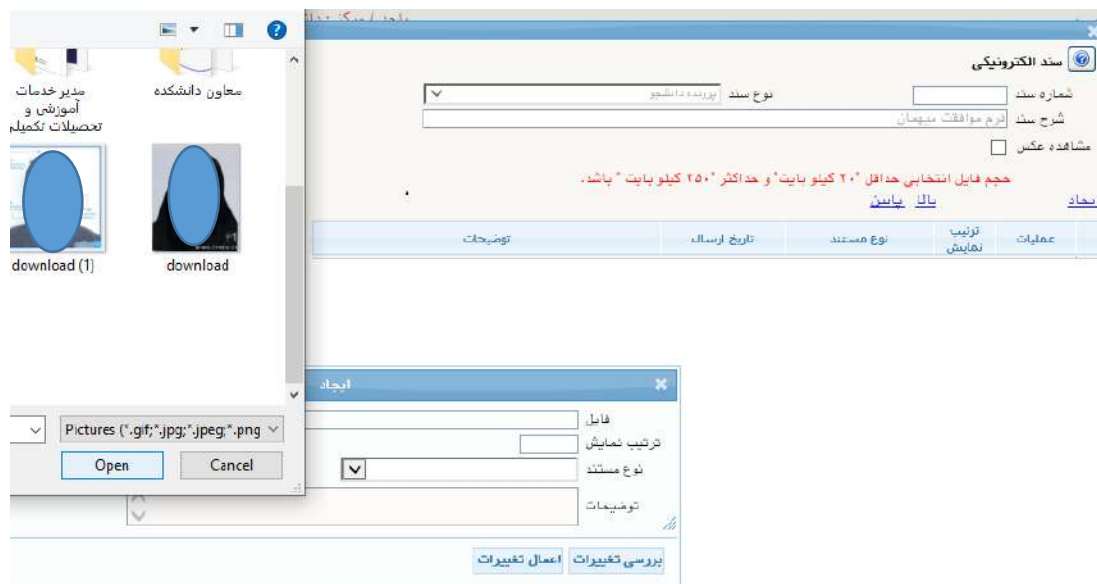 سند الکترونیکی
شماره سند
نوع سند پرونده دانشجو
شرح سند فرم موافقت میهمان
مشاهده عکس
حجم فایل انتخابی حداقل "۲۰ کیلو بایت" و حداکثر "۲۵۰ کیلو بایت" باشد.
بالا پایین
عملیات
ترتیب نمایش
نوع مستند
تاریخ ارسال
توضیحات
معاون دانشکده
مدیر خدمات
آموزشی و
تحصیلات تکمیلی
download (1)
download
Pictures (*.gif;*.jpg;*.jpeg;*.png
Open
Cancel
ایجاد
فایل
ترتیب نمایش
نوع مستند
توضیحات
بررسی تغییرات اعمال تغییرات